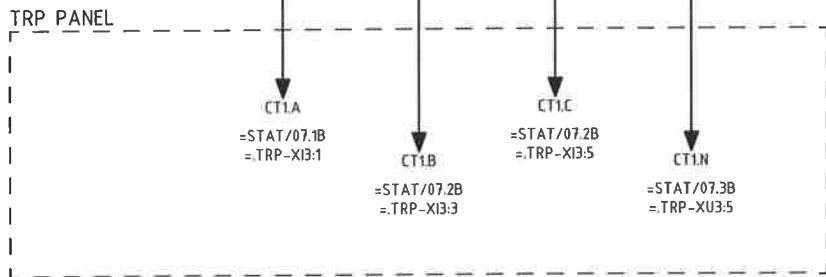 TRP PANEL
CT1.A
=STAT/07.1B
=.TRP-XI3:1
CT1.B
=STAT/07.2B
=.TRP-XI3:3
CT1.C
=STAT/07.2B
=.TRP-XI3:5
CT1.N
=STAT/07.3B
=.TRP-XU3:5